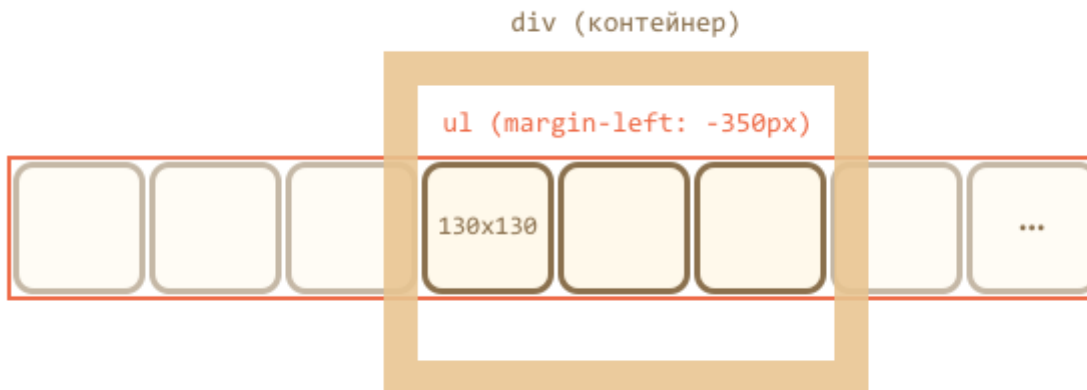 div (контейнер)
ul (margin-left: -350px)
130x130
...